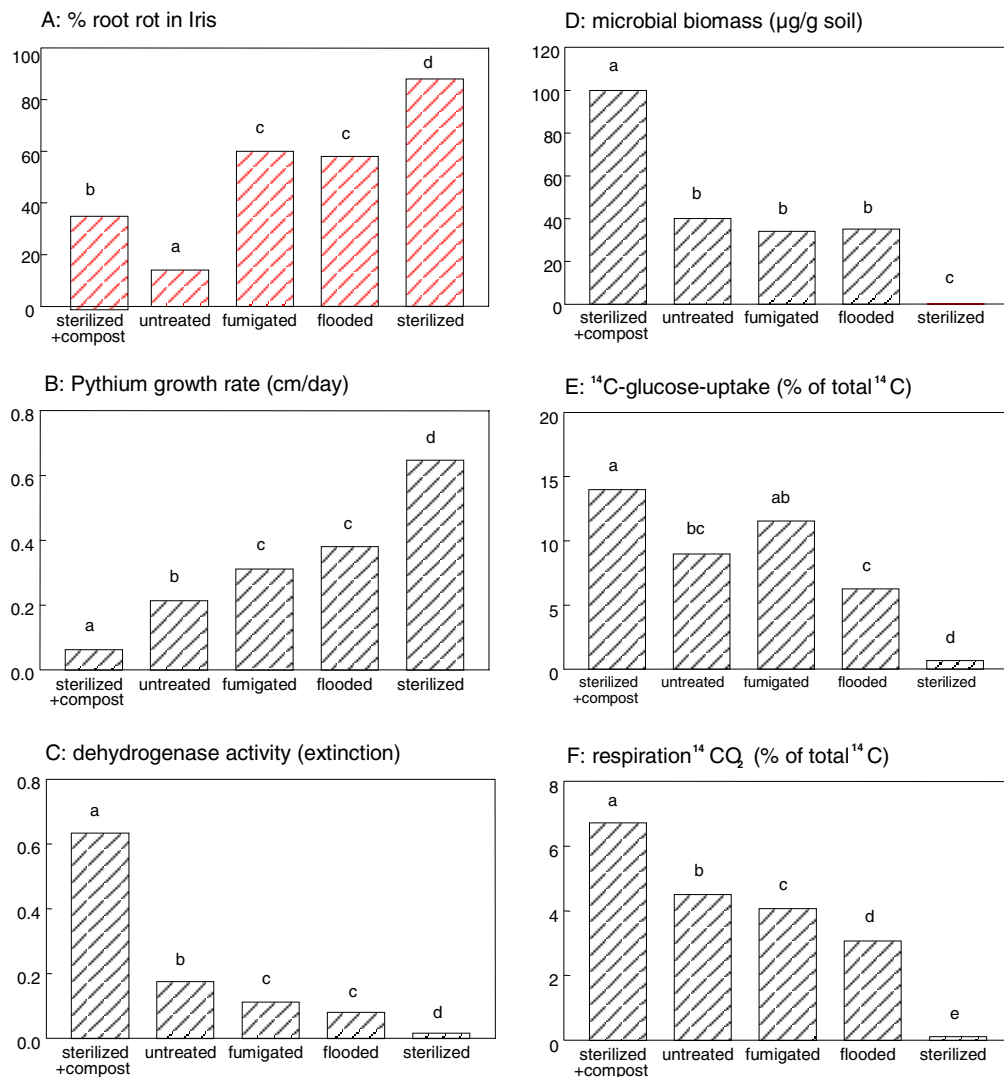 A: % root rot in Iris
100
80
60
40
20
0
b
a
c
c
d
sterilized
+compost
untreated
fumigated
flooded
sterilized
B: Pythium growth rate (cm/day)
0.8
0.6
0.4
0.2
0.0
a
b
c
c
d
sterilized
+compost
untreated
fumigated
flooded
sterilized
C: dehydrogenase activity (extinction)
0.8
0.6
0.4
0.2
0.0
a
b
c
c
d
sterilized
+compost
untreated
fumigated
flooded
sterilized
D: microbial biomass (µg/g soil)
120
100
80
60
40
20
0
a
b
b
b
c
sterilized
+compost
untreated
fumigated
flooded
sterilized
E: ¹⁴C-glucose-uptake (% of total ¹⁴C)
20
15
10
5
0
a
bc
ab
c
d
sterilized
+compost
untreated
fumigated
flooded
sterilized
F: respiration ¹⁴CO₂ (% of total ¹⁴C)
8
6
4
2
0
a
b
c
d
e
sterilized
+compost
untreated
fumigated
flooded
sterilized